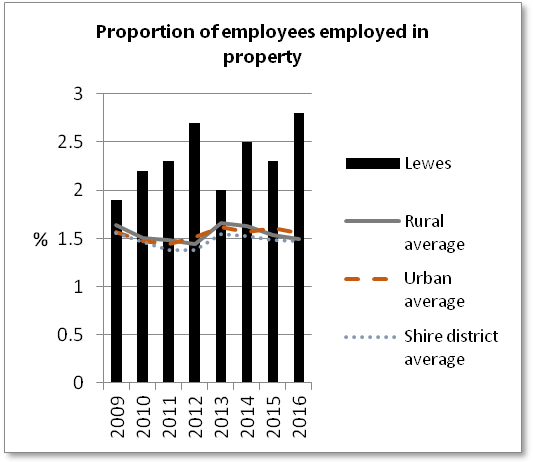 Proportion of employees employed in
property
3
2.5
2
1.5
1
0.5
0
%
2009
2010
2011
2012
2013
2014
2015
2016
Lewes
Rural
average
Urban
average
Shire district
average